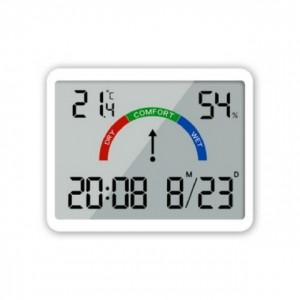 21.4 °C 54 %
DRY COMFORT WET
20:08 8 M / 23 D